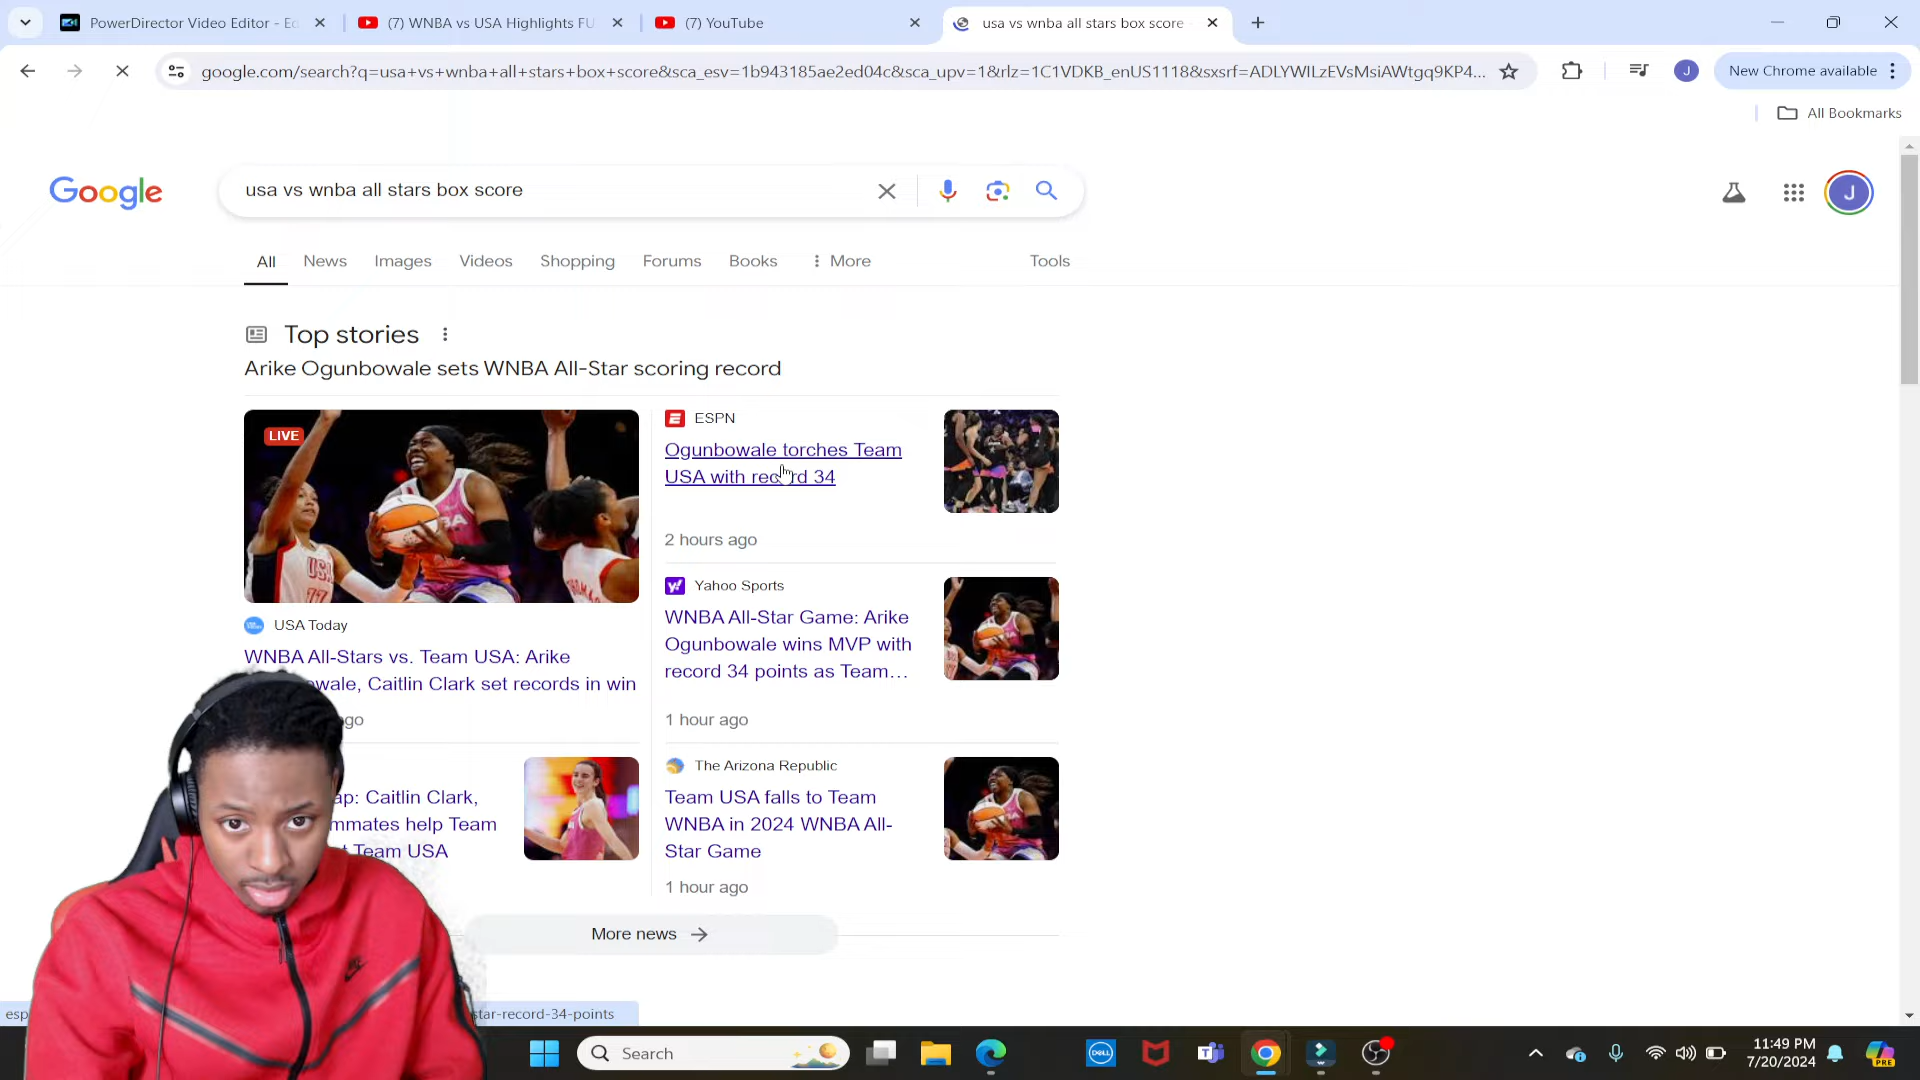 PowerDirector Video Editor - Ed
(7) WNBA vs USA Highlights FU
(7) YouTube
usa vs wnba all stars box score
google.com/search?q=usa+vs+wnba+all+stars+box+score&sca_esv=1b943185ae2ed04c&sca_upv=1&rlz=1C1VDKB_enUS1118&sxsrf=ADLYWILzEVsMsiAWtgq9KP4...
J
New Chrome available
All Bookmarks
Google
usa vs wnba all stars box score
J
All News Images Videos Shopping Forums Books More Tools
Top stories
Arike Ogunbowale sets WNBA All-Star scoring record
LIVE
USA Today
WNBA All-Stars vs. Team USA: Arike
wale, Caitlin Clark set records in win
go
ap: Caitlin Clark,
mmates help Team
t Team USA
ESPN
Ogunbowale torches Team
USA with record 34
2 hours ago
Yahoo Sports
WNBA All-Star Game: Arike
Ogunbowale wins MVP with
record 34 points as Team...
1 hour ago
The Arizona Republic
Team USA falls to Team
WNBA in 2024 WNBA All-
Star Game
1 hour ago
More news
esp
star-record-34-points
Search
DELL
PRE
11:49 PM
7/20/2024